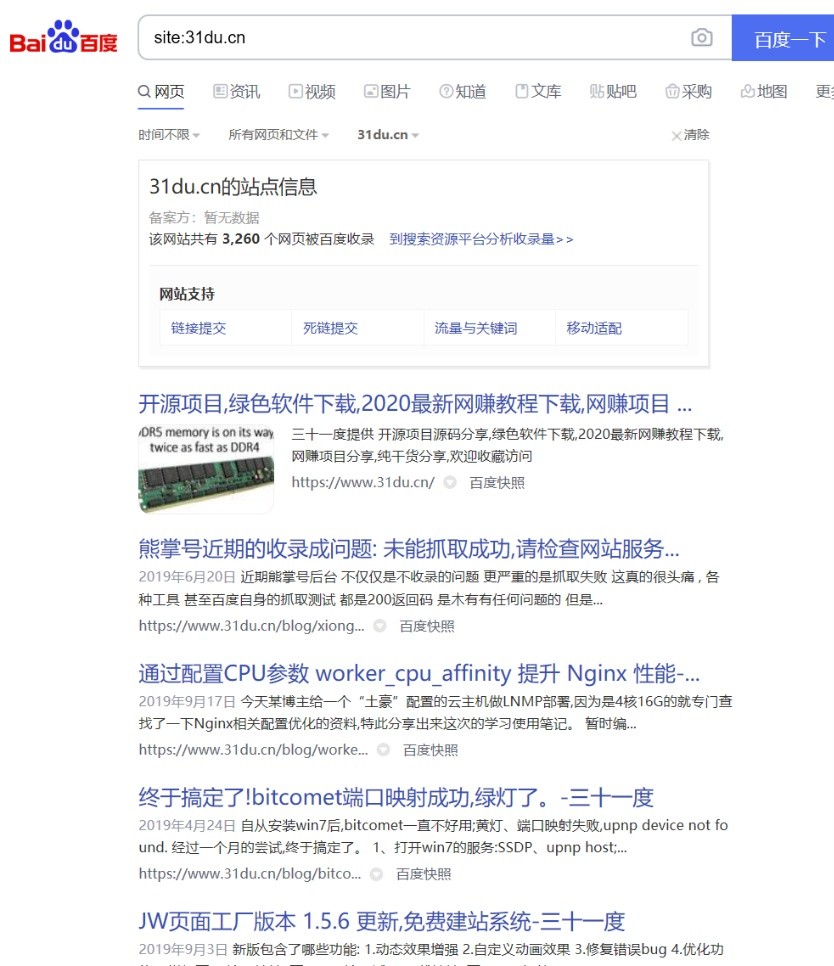 Bai du 百度
site:31du.cn
百度一下
网页 资讯 视频 图片 知道 文库 贴吧 采购 地图
时间不限 所有网页和文件 31du.cn 清除
31du.cn的站点信息
备案方: 暂无数据
该网站共有 3,260 个网页被百度收录 到搜索资源平台分析收录量>>
网站支持
链接提交 死链提交 流量与关键词 移动适配
开源项目,绿色软件下载,2020最新网赚教程下载,网赚项目 ...
DR5 memory is on its way
twice as fast as DDR4
三十一度提供 开源项目源码分享,绿色软件下载,2020最新网赚教程下载,
网赚项目分享,纯干货分享,欢迎收藏访问
https://www.31du.cn/ 百度快照
熊掌号近期的收录成问题: 未能抓取成功,请检查网站服务...
2019年6月20日 近期熊掌号后台 不仅仅是不收录的问题 更严重的是抓取失败 这真的很头痛 , 各
种工具 甚至百度自身的抓取测试 都是200返回码 是木有有任何问题的 但是...
https://www.31du.cn/blog/xiong... 百度快照
通过配置CPU参数 worker_cpu_affinity 提升 Nginx 性能-...
2019年9月17日 今天某博主给一个“土豪”配置的云主机做LNMP部署,因为是4核16G的就专门查
找了一下Nginx相关配置优化的资料,特此分享出来这次的学习使用笔记。 暂时编...
https://www.31du.cn/blog/worke... 百度快照
终于搞定了!bitcomet端口映射成功,绿灯了。-三十一度
2019年4月24日 自从安装win7后,bitcomet一直不好用;黄灯、端口映射失败,upnp device not fo
und. 经过一个月的尝试,终于搞定了。 1、打开win7的服务:SSDP、upnp host;...
https://www.31du.cn/blog/bitco... 百度快照
JW页面工厂版本 1.5.6 更新,免费建站系统-三十一度
2019年9月3日 新版包含了哪些功能: 1.动态效果增强 2.自定义动画效果 3.修复错误bug 4.优化功